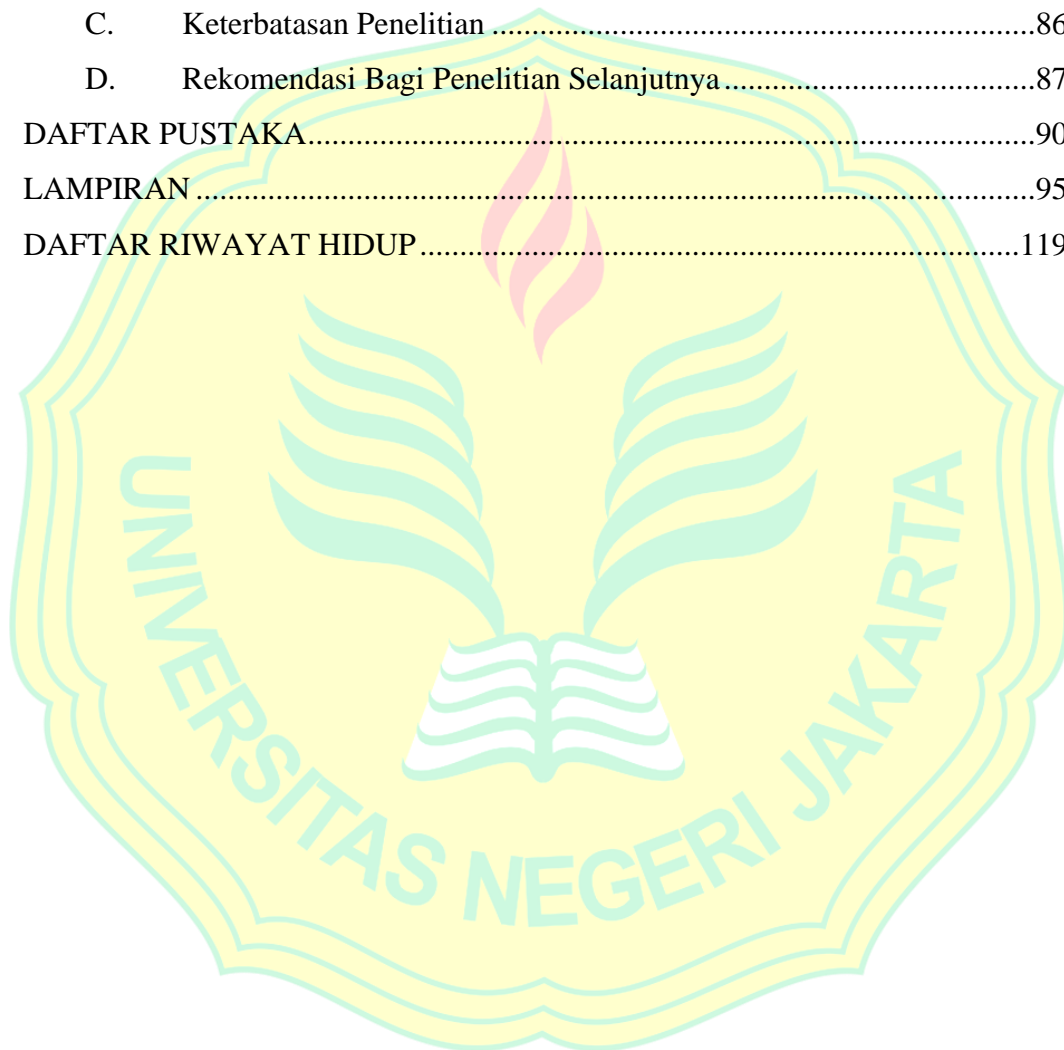 C. Keterbatasan Penelitian ....................................................................86
D. Rekomendasi Bagi Penelitian Selanjutnya.......................................87
DAFTAR PUSTAKA...........................................................................................90
LAMPIRAN .........................................................................................................95
DAFTAR RIWAYAT HIDUP...........................................................................119
UNIVERSITAS NEGERI JAKARTA